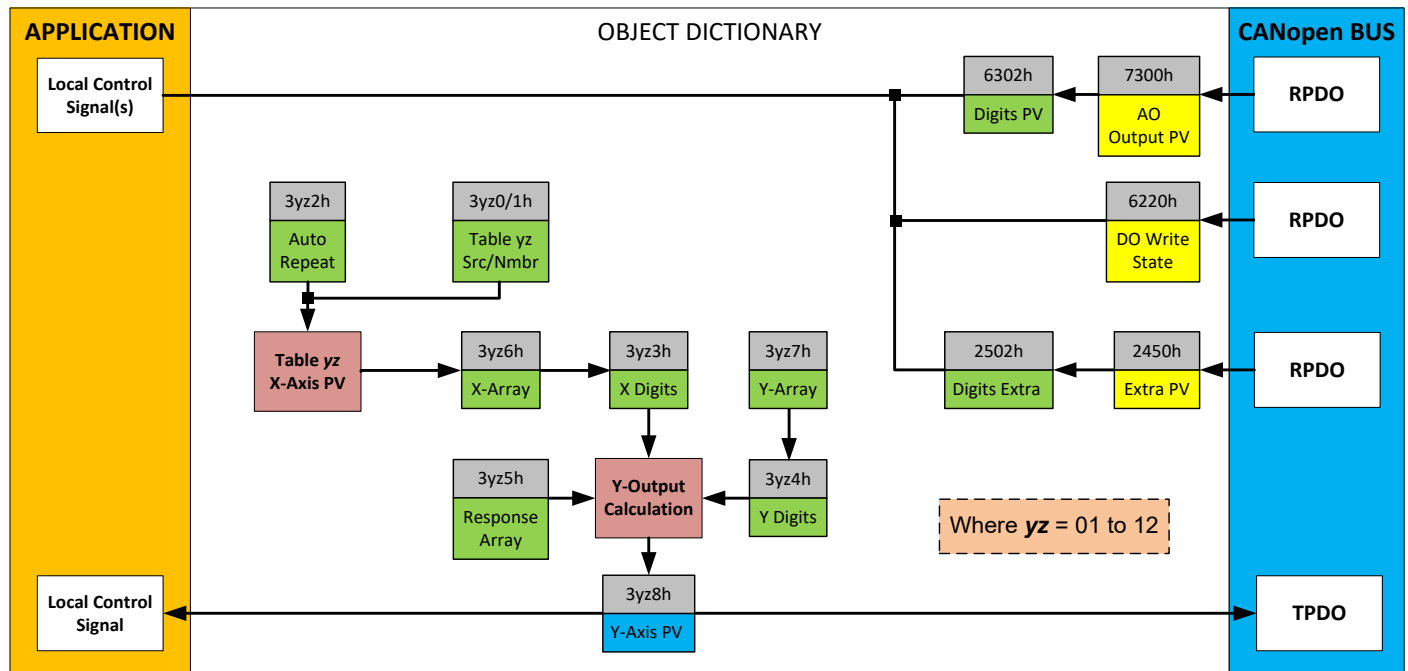 APPLICATION
OBJECT DICTIONARY
CANopen BUS
Local Control
Signal(s)
6302h
Digits PV
7300h
AO
Output PV
RPDO
3yz2h
Auto
Repeat
3yz0/1h
Table yz
Src/Nmbr
6220h
DO Write
State
RPDO
Table yz
X-Axis PV
3yz6h
X-Array
3yz3h
X Digits
3yz7h
Y-Array
2502h
Digits Extra
2450h
Extra PV
RPDO
3yz5h
Response
Array
Y-Output
Calculation
3yz4h
Y Digits
Where yz = 01 to 12
Local Control
Signal
3yz8h
Y-Axis PV
TPDO